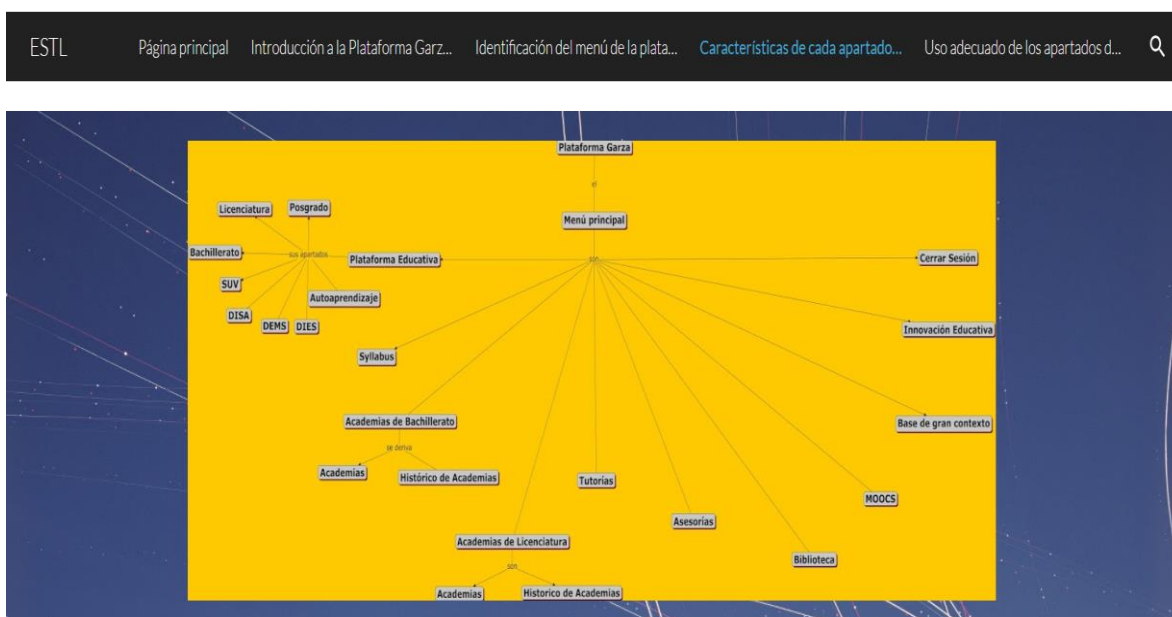 ESTL Página principal Introducción a la Plataforma Garz... Identificación del menú de la plata... Características de cada apartado... Uso adecuado de los apartados d...
Plataforma Garza
el
Menú principal
son
Plataforma Educativa
sus apartados
Licenciatura
Posgrado
Bachillerato
SUV
DISA
DEMS
DIES
Autoaprendizaje
Syllabus
Academias de Bachillerato
se deriva
Academias
Histórico de Academias
Academias de Licenciatura
son
Academias
Historico de Academias
Tutorías
Asesorías
Biblioteca
MOOCS
Base de gran contexto
Innovación Educativa
Cerrar Sesión